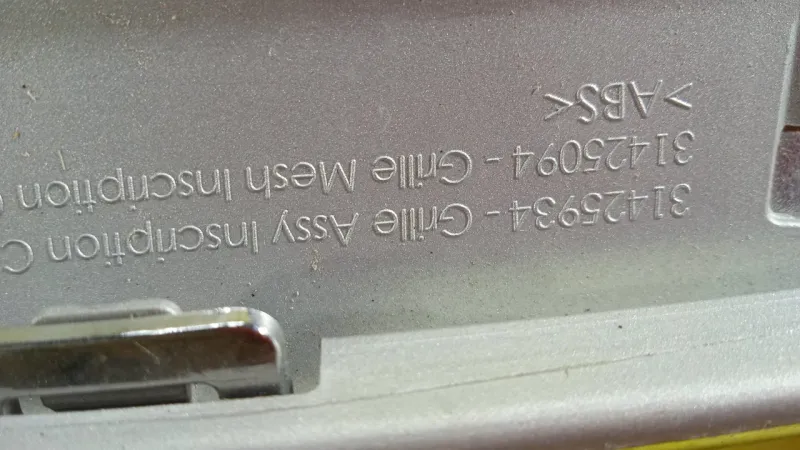 31425934 - Grille Assy Inscription C
31425094 - Grille Mesh Inscription C
>ABS<